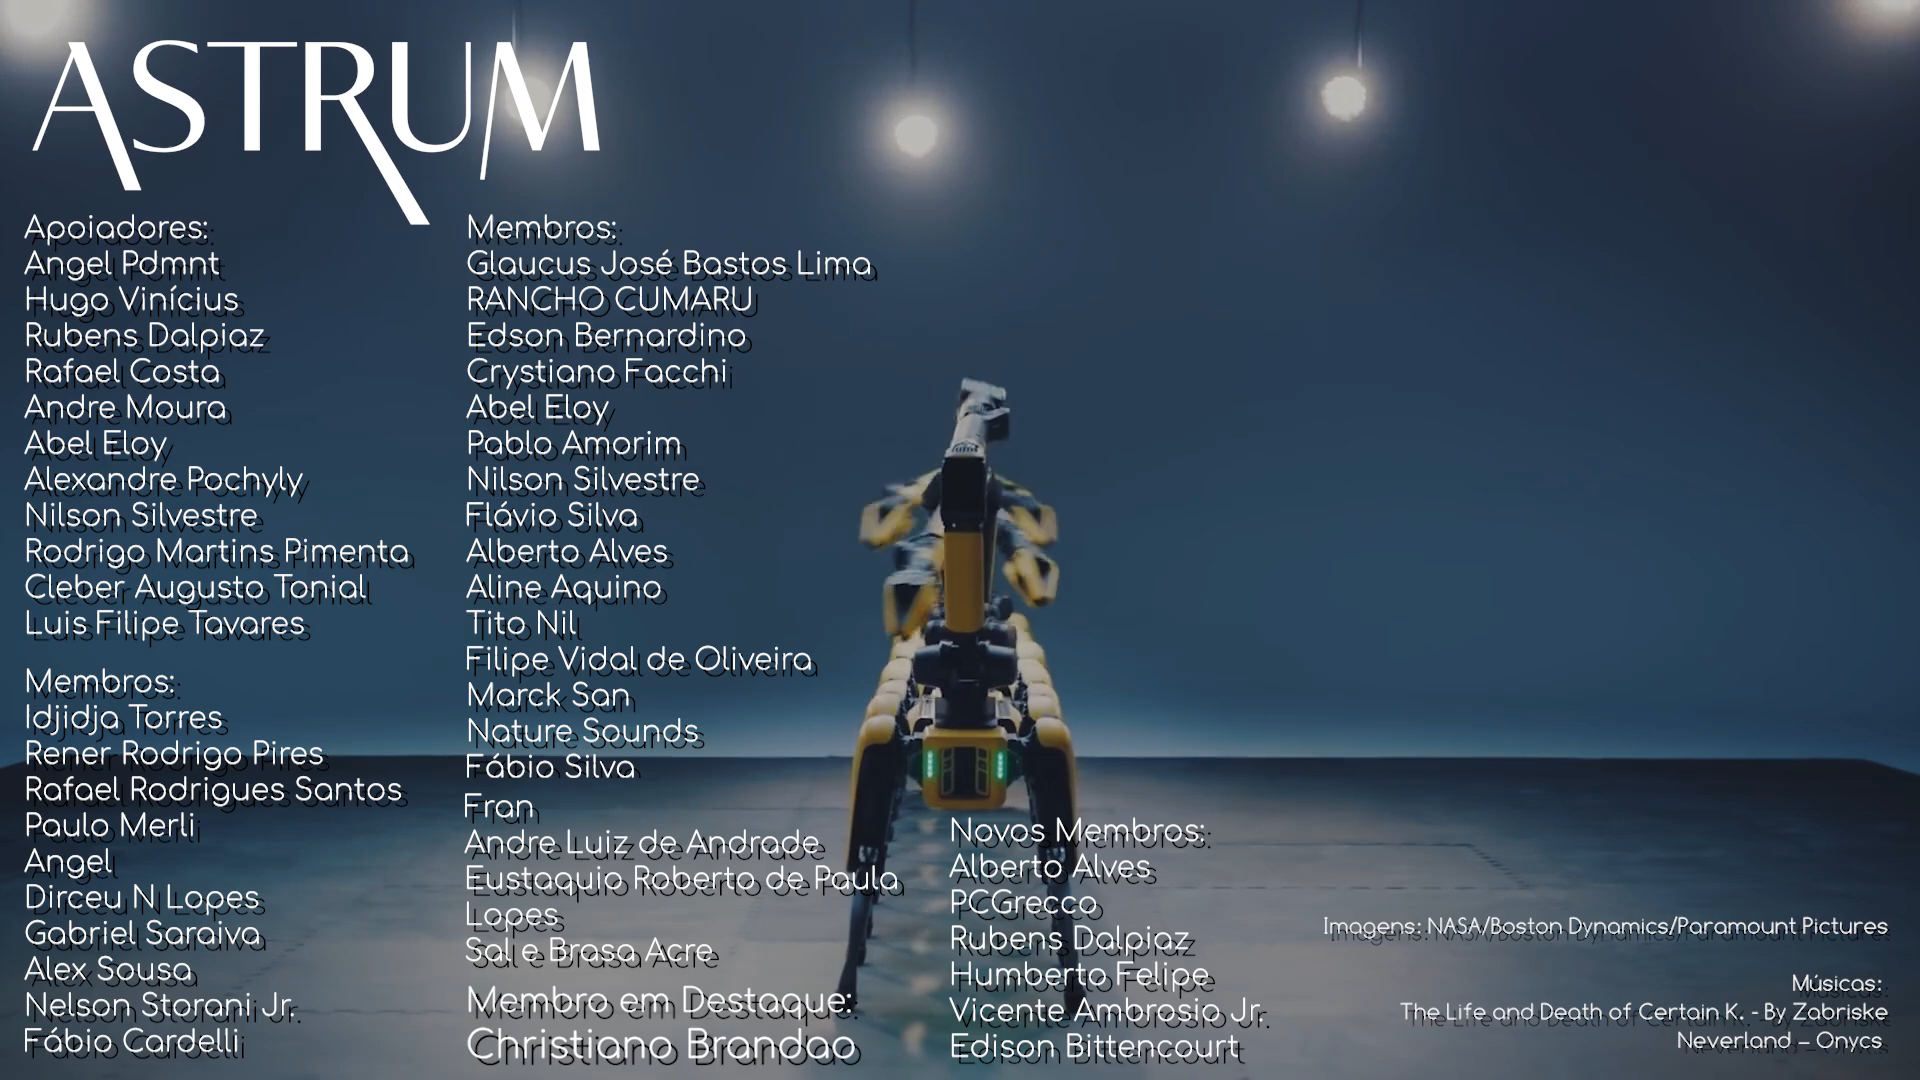 ASTRUM
Apoiadores:
Angel Pdmnt
Hugo Vinícius
Rubens Dalpiaz
Rafael Costa
Andre Moura
Abel Eloy
Alexandre Pochyly
Nilson Silvestre
Rodrigo Martins Pimenta
Cleber Augusto Tonial
Luis Filipe Tavares
Membros:
Idjidja Torres
Rener Rodrigo Pires
Rafael Rodrigues Santos
Paulo Merli
Angel
Dirceu N Lopes
Gabriel Saraiva
Alex Sousa
Nelson Storani Jr.
Fábio Cardelli
Membros:
Glaucus José Bastos Lima
RANCHO CUMARU
Edson Bernardino
Crystiano Facchi
Abel Eloy
Pablo Amorim
Nilson Silvestre
Flávio Silva
Alberto Alves
Aline Aquino
Tito Nil
Filipe Vidal de Oliveira
Marck San
Nature Sounds
Fábio Silva
Fran
Andre Luiz de Andrade
Eustaquio Roberto de Paula
Lopes
Sal e Brasa Acre
Membro em Destaque:
Christiano Brandao
Novos Membros:
Alberto Alves
PCGrecco
Rubens Dalpiaz
Humberto Felipe
Vicente Ambrosio Jr.
Edison Bittencourt
Imagens: NASA/Boston Dynamics/Paramount Pictures
Músicas:
The Life and Death of Certain K. - By Zabriske
Neverland – Onycs